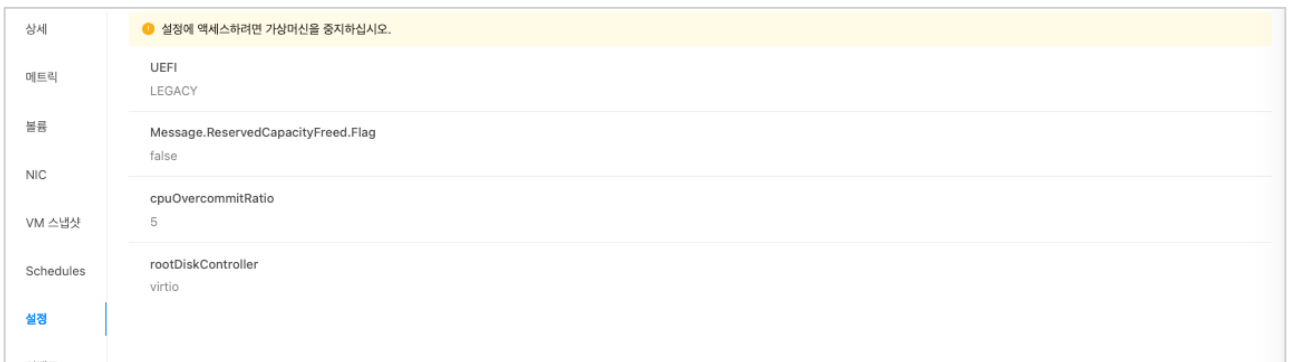 상세
메트릭
볼륨
NIC
VM 스냅샷
Schedules
설정
설정에 액세스하려면 가상머신을 중지하십시오.
UEFI
LEGACY
Message.ReservedCapacityFreed.Flag
false
cpuOvercommitRatio
5
rootDiskController
virtio